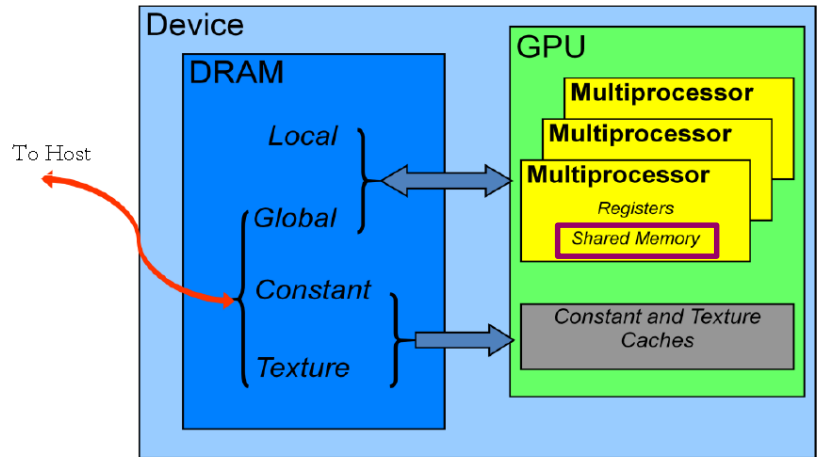 Device
DRAM
GPU
Multiprocessor
Multiprocessor
Multiprocessor
Registers
Shared Memory
To Host
Local
Global
Constant
Texture
Constant and Texture
Caches